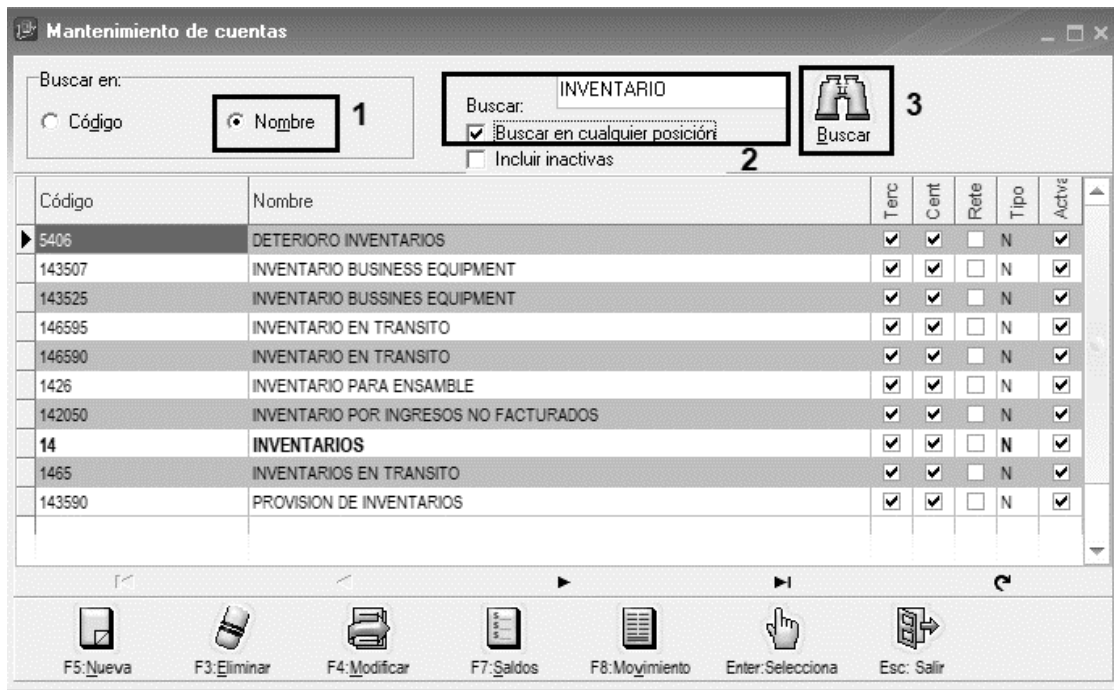 Mantenimiento de cuentas
Buscar en:
Código Nombre 1
INVENTARIO
Buscar:
Buscar en cualquier posición
Incluir inactivas 2
Buscar 3
Código Nombre Terc Cent Rete Tipo Actva
5406 DETERIORO INVENTARIOS N
143507 INVENTARIO BUSINESS EQUIPMENT N
143525 INVENTARIO BUSSINES EQUIPMENT N
146595 INVENTARIO EN TRANSITO N
146590 INVENTARIO EN TRANSITO N
1426 INVENTARIO PARA ENSAMBLE N
142050 INVENTARIO POR INGRESOS NO FACTURADOS N
14 INVENTARIOS N
1465 INVENTARIOS EN TRANSITO N
143590 PROVISION DE INVENTARIOS N
F5:Nueva F3:Eliminar F4:Modificar F7:Saldos F8:Movimiento Enter:Selecciona Esc: Salir